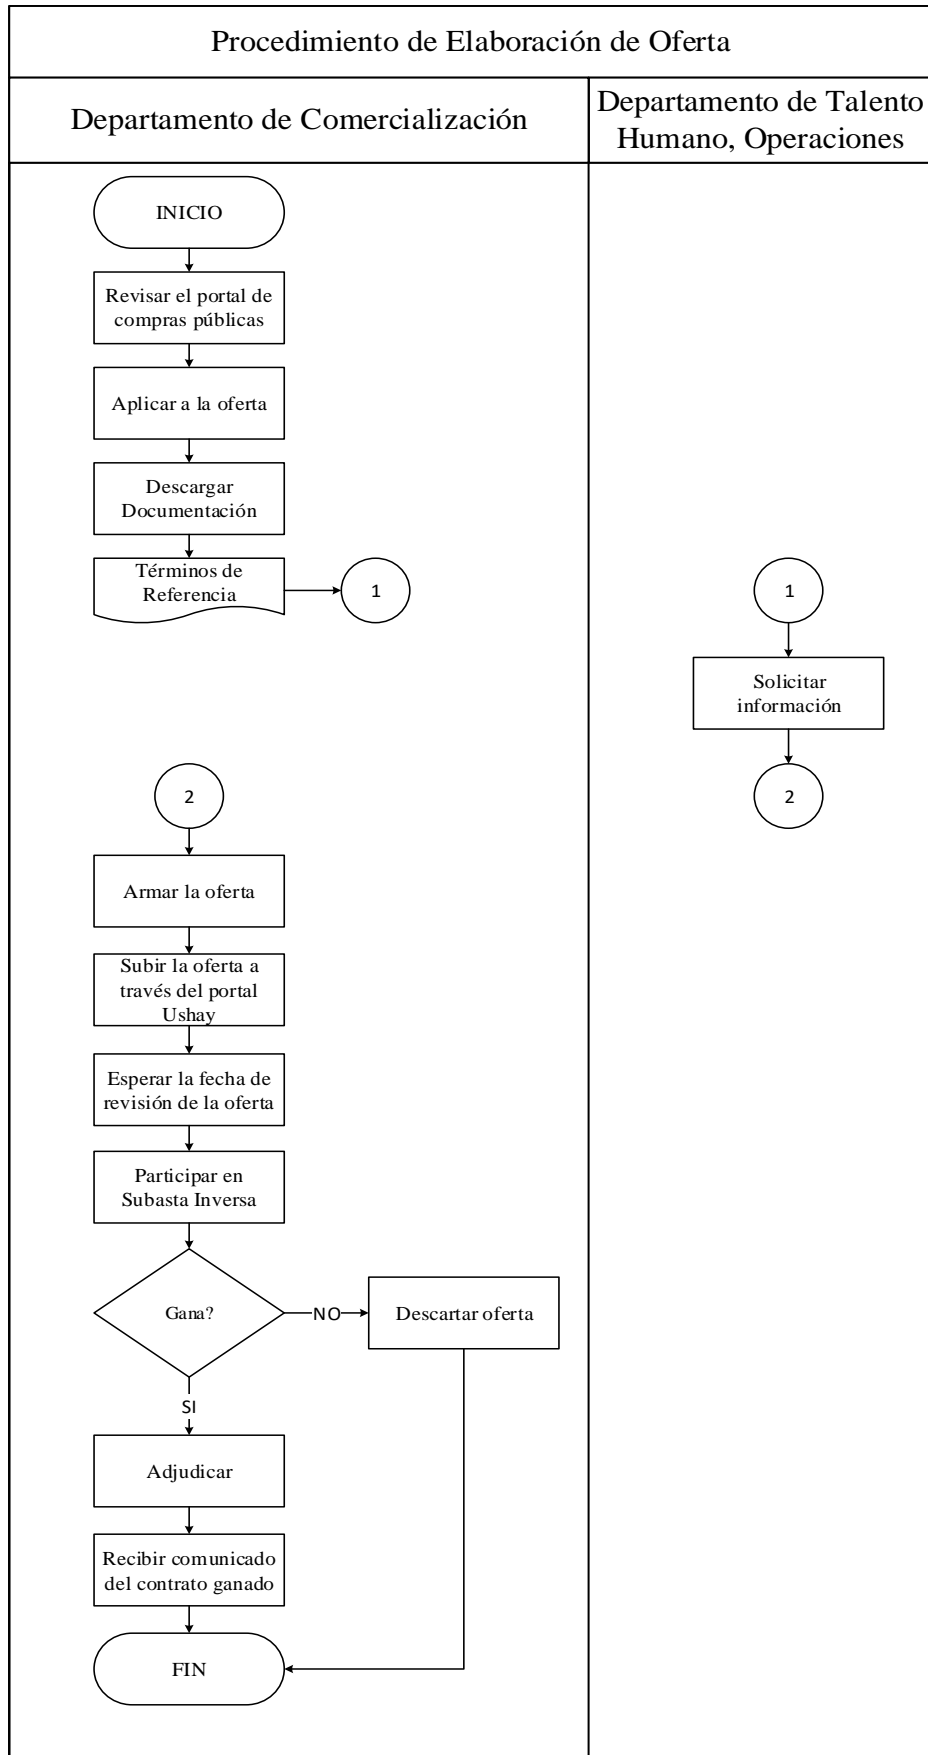 Procedimiento de Elaboración de Oferta
Departamento de Comercialización
Departamento de Talento
Humano, Operaciones
INICIO
Revisar el portal de
compras públicas
Aplicar a la oferta
Descargar
Documentación
Términos de
Referencia
1
1
Solicitar
información
2
2
Armar la oferta
Subir la oferta a
través del portal
Ushay
Esperar la fecha de
revisión de la oferta
Participar en
Subasta Inversa
Gana?
NO
Descartar oferta
SI
Adjudicar
Recibir comunicado
del contrato ganado
FIN